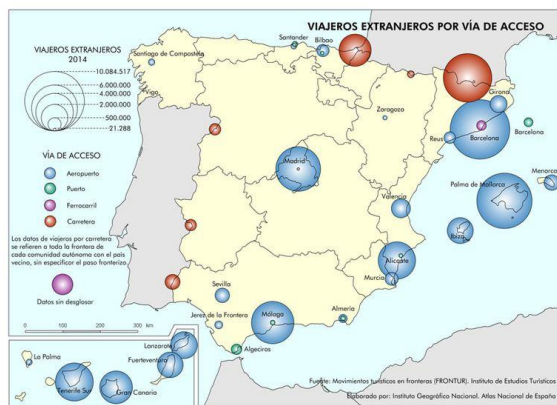 VIAJEROS EXTRANJEROS POR VÍA DE ACCESO
VIAJEROS EXTRANJEROS
2014
10.084.517
6.000.000
4.000.000
2.000.000
500.000
21.288
VÍA DE ACCESO
Aeropuerto
Puerto
Ferrocarril
Carretera
Los datos de viajeros por carretera
se refieren a toda la frontera de
cada comunidad autónoma con el país
vecino, sin especificar el paso fronterizo.
Datos sin desglosar
0 100 200 300 km
Santiago de Compostela
Vigo
Santander
Bilbao
Zaragoza
Girona
Reus
Barcelona
Barcelona
Madrid
Menorca
Palma de Mallorca
Valencia
Ibiza
Alicante
Murcia
Sevilla
Jerez de la Frontera
Málaga
Almería
Algeciras
La Palma
Tenerife Sur
Gran Canaria
Lanzarote
Fuerteventura
Fuente: Movimientos turísticos en fronteras (FRONTUR). Instituto de Estudios Turísticos
Elaborado por: Instituto Geográfico Nacional. Atlas Nacional de España